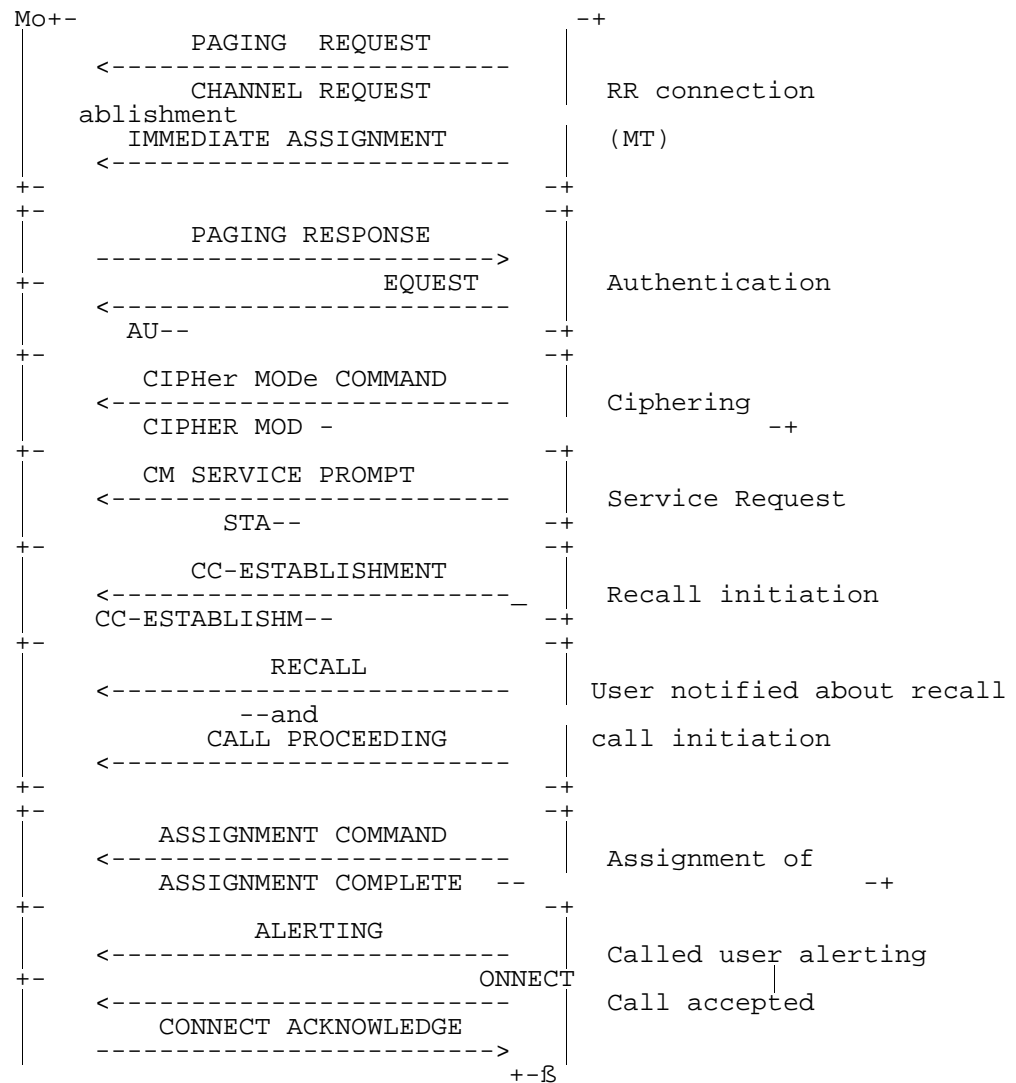 Mo+- -+
PAGING REQUEST
<-------------------------
CHANNEL REQUEST RR connection
ablishment
IMMEDIATE ASSIGNMENT (MT)
<-------------------------
+- -+
+- -+
PAGING RESPONSE
------------------------->
+- EQUEST Authentication
<-------------------------
AU-- -+
+- -+
CIPHer MODe COMMAND
<------------------------- Ciphering
CIPHER MOD - -+
+- -+
CM SERVICE PROMPT
<------------------------- Service Request
STA-- -+
+- -+
CC-ESTABLISHMENT
<-------------------------_ Recall initiation
CC-ESTABLISHM-- -+
+- -+
RECALL
<------------------------- User notified about recall
--and
CALL PROCEEDING call initiation
<-------------------------
+- -+
+- -+
ASSIGNMENT COMMAND
<------------------------- Assignment of
ASSIGNMENT COMPLETE -- -+
+- -+
ALERTING
<------------------------- Called user alerting
+- ONNECT
<------------------------- Call accepted
CONNECT ACKNOWLEDGE
------------------------->
+-ß